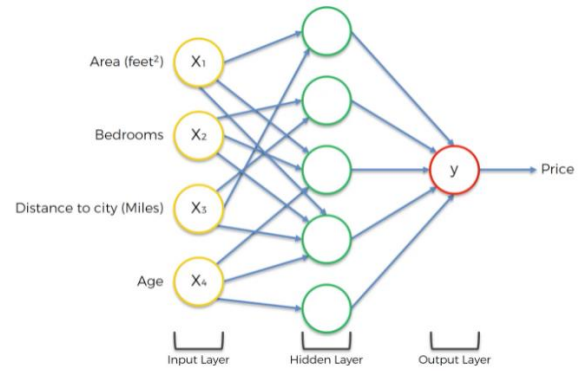 Area (feet²)
X₁
Bedrooms
X₂
Distance to city (Miles)
X₃
Age
X₄
y
Price
Input Layer
Hidden Layer
Output Layer